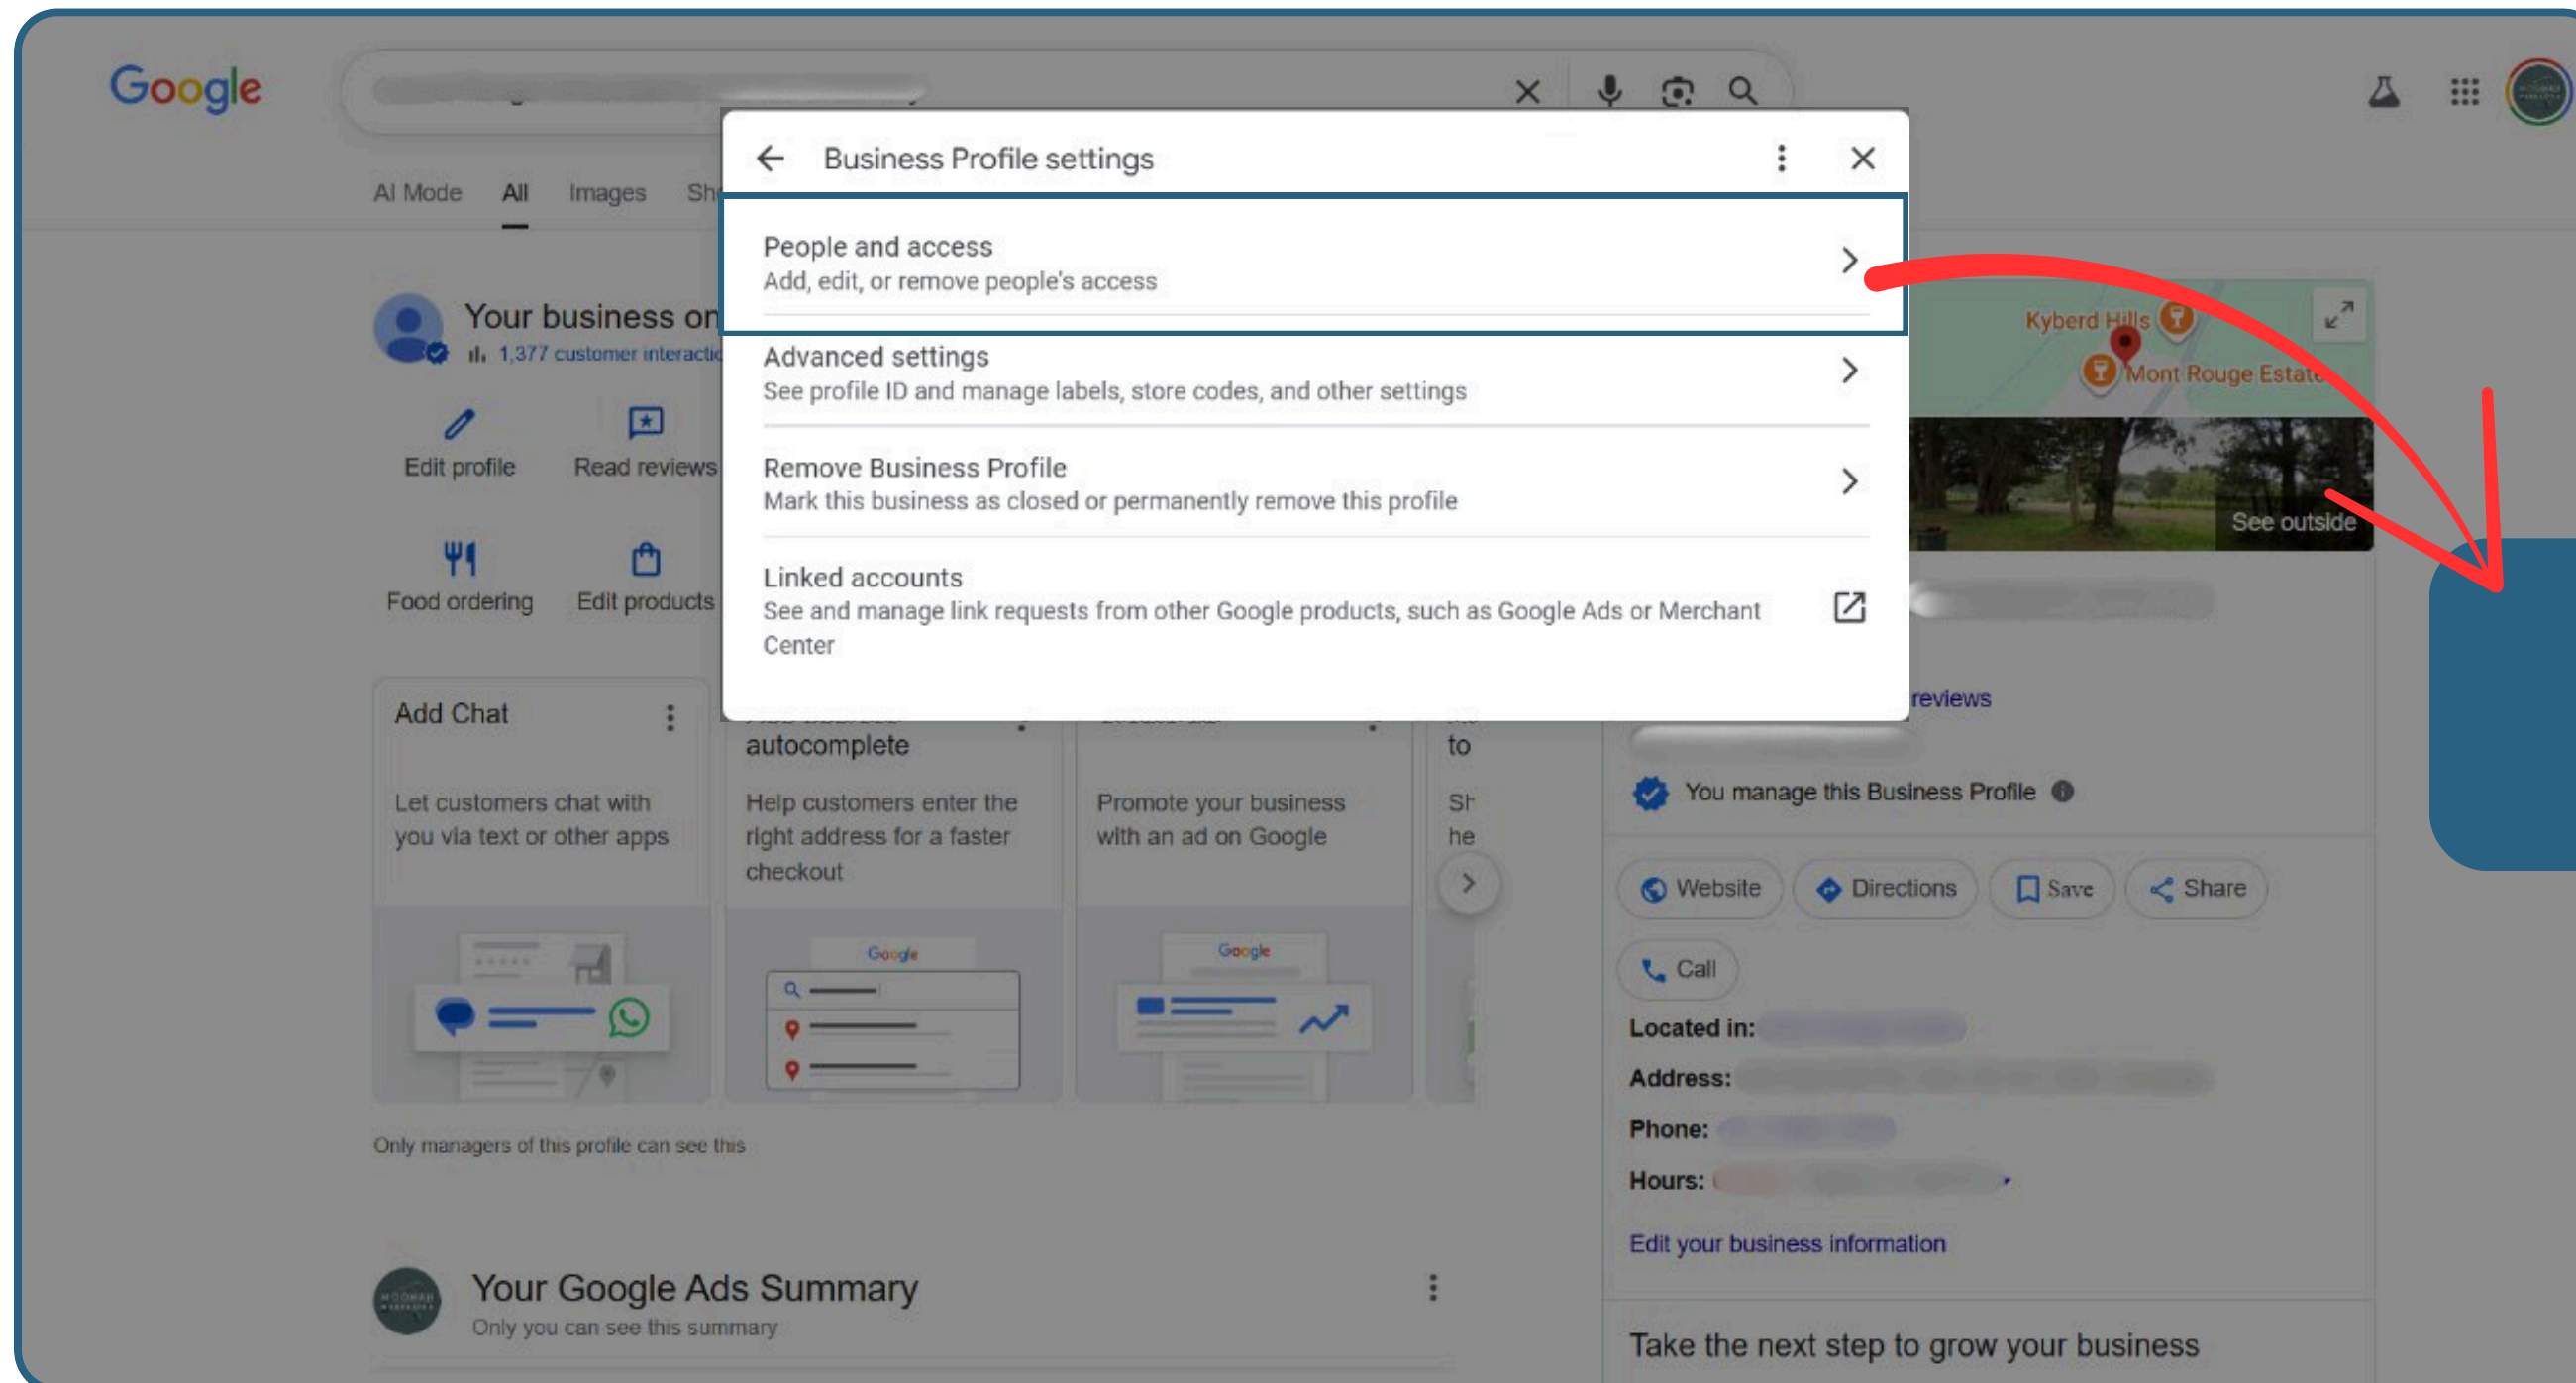 Google
AI Mode
All
Images
Business Profile settings
People and access
Add, edit, or remove people's access
Advanced settings
See profile ID and manage labels, store codes, and other settings
Remove Business Profile
Mark this business as closed or permanently remove this profile
Linked accounts
See and manage link requests from other Google products, such as Google Ads or Merchant
Center
Your business on
1,377 customer interactio
Edit profile
Read reviews
Food ordering
Edit products
Add Chat
Let customers chat with
you via text or other apps
autocomplete
Help customers enter the
right address for a faster
checkout
Google
Promote your business
with an ad on Google
Google
to
he
Only managers of this profile can see this
Your Google Ads Summary
Only you can see this summary
Kyberd Hills
Mont Rouge Estate
See outside
reviews
You manage this Business Profile
Website
Directions
Save
Share
Call
Located in:
Address:
Phone:
Hours:
Edit your business information
Take the next step to grow your business